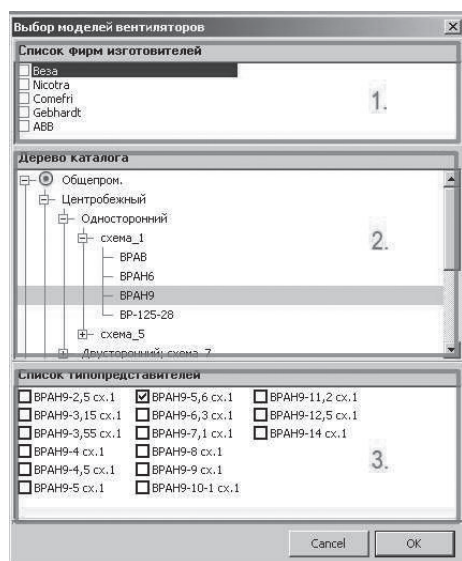 Выбор моделей вентиляторов
Список фирм изготовителей
Веза
Nicotra
Comefri
Gebhardt
ABB
1.
Дерево каталога
Общепром.
Центробежный
Односторонний
схема_1
ВРАВ
ВРАН6
ВРАН9
ВР-125-28
схема_5
Двусторонний; схема_7
2.
Список типопредставителей
ВРАН9-2,5 сх.1 ВРАН9-5,6 сх.1 ВРАН9-11,2 сх.1
ВРАН9-3,15 сх.1 ВРАН9-6,3 сх.1 ВРАН9-12,5 сх.1
ВРАН9-3,55 сх.1 ВРАН9-7,1 сх.1 ВРАН9-14 сх.1
ВРАН9-4 сх.1 ВРАН9-8 сх.1
ВРАН9-4,5 сх.1 ВРАН9-9 сх.1
ВРАН9-5 сх.1 ВРАН9-10-1 сх.1
3.
Cancel OK